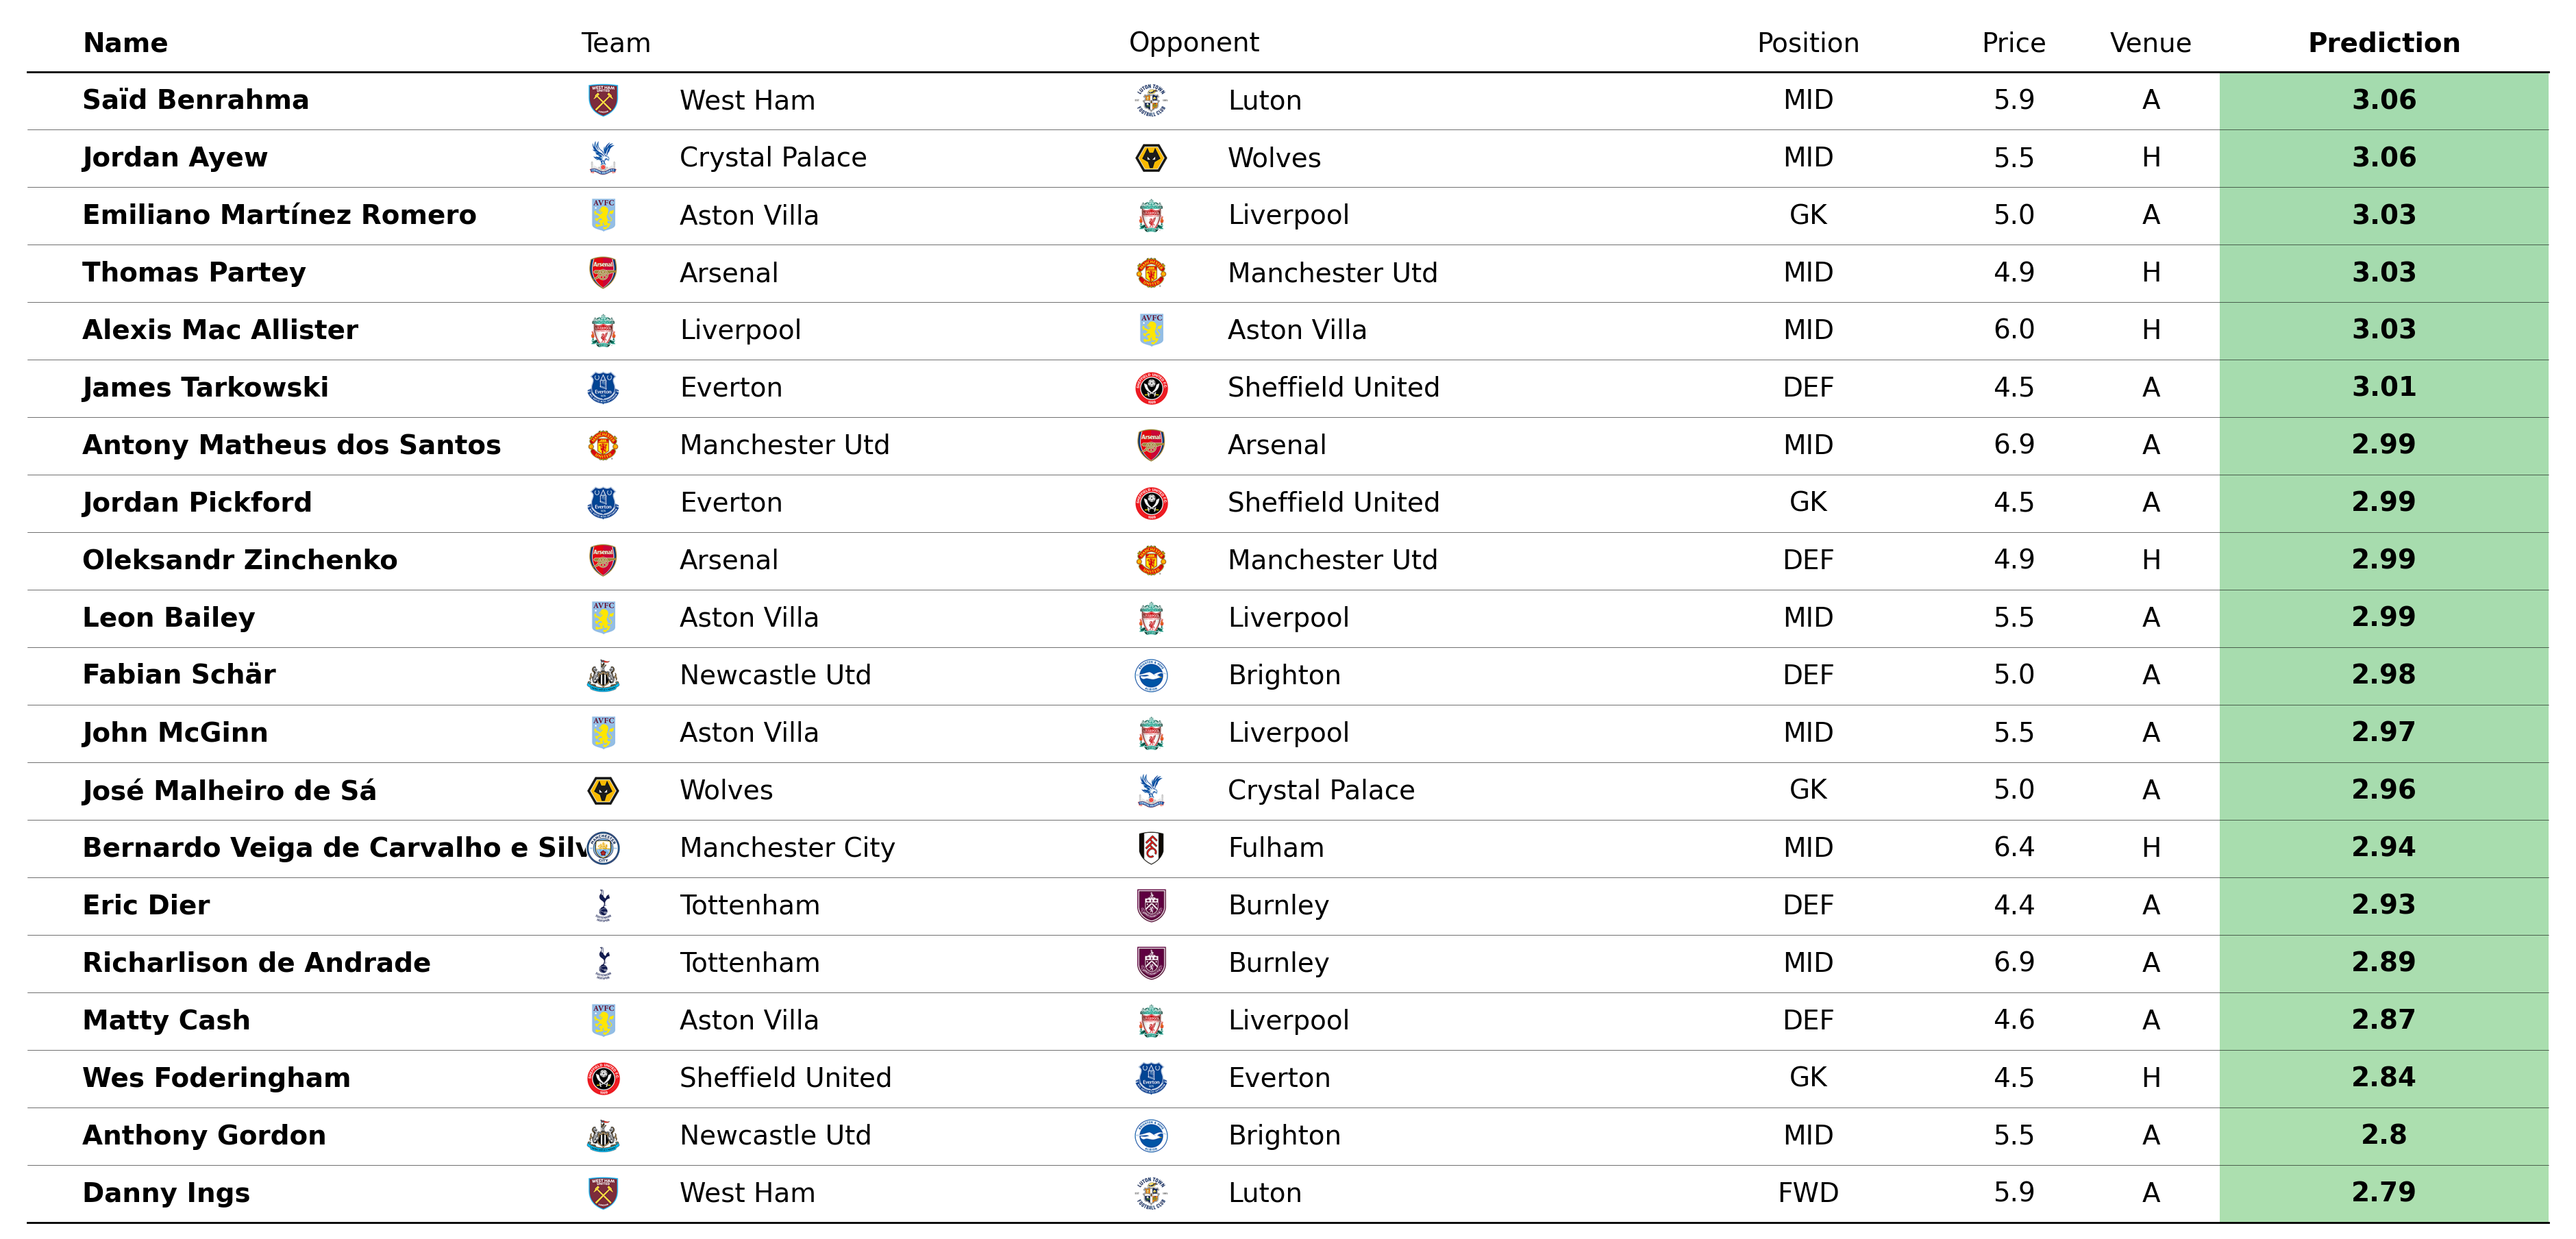 Name Team Opponent Position Price Venue Prediction
Saïd Benrahma West Ham Luton MID 5.9 A 3.06
Jordan Ayew Crystal Palace Wolves MID 5.5 H 3.06
Emiliano Martínez Romero Aston Villa Liverpool GK 5.0 A 3.03
Thomas Partey Arsenal Manchester Utd MID 4.9 H 3.03
Alexis Mac Allister Liverpool Aston Villa MID 6.0 H 3.03
James Tarkowski Everton Sheffield United DEF 4.5 A 3.01
Antony Matheus dos Santos Manchester Utd Arsenal MID 6.9 A 2.99
Jordan Pickford Everton Sheffield United GK 4.5 A 2.99
Oleksandr Zinchenko Arsenal Manchester Utd DEF 4.9 H 2.99
Leon Bailey Aston Villa Liverpool MID 5.5 A 2.99
Fabian Schär Newcastle Utd Brighton DEF 5.0 A 2.98
John McGinn Aston Villa Liverpool MID 5.5 A 2.97
José Malheiro de Sá Wolves Crystal Palace GK 5.0 A 2.96
Bernardo Veiga de Carvalho e Silv Manchester City Fulham MID 6.4 H 2.94
Eric Dier Tottenham Burnley DEF 4.4 A 2.93
Richarlison de Andrade Tottenham Burnley MID 6.9 A 2.89
Matty Cash Aston Villa Liverpool DEF 4.6 A 2.87
Wes Foderingham Sheffield United Everton GK 4.5 H 2.84
Anthony Gordon Newcastle Utd Brighton MID 5.5 A 2.8
Danny Ings West Ham Luton FWD 5.9 A 2.79